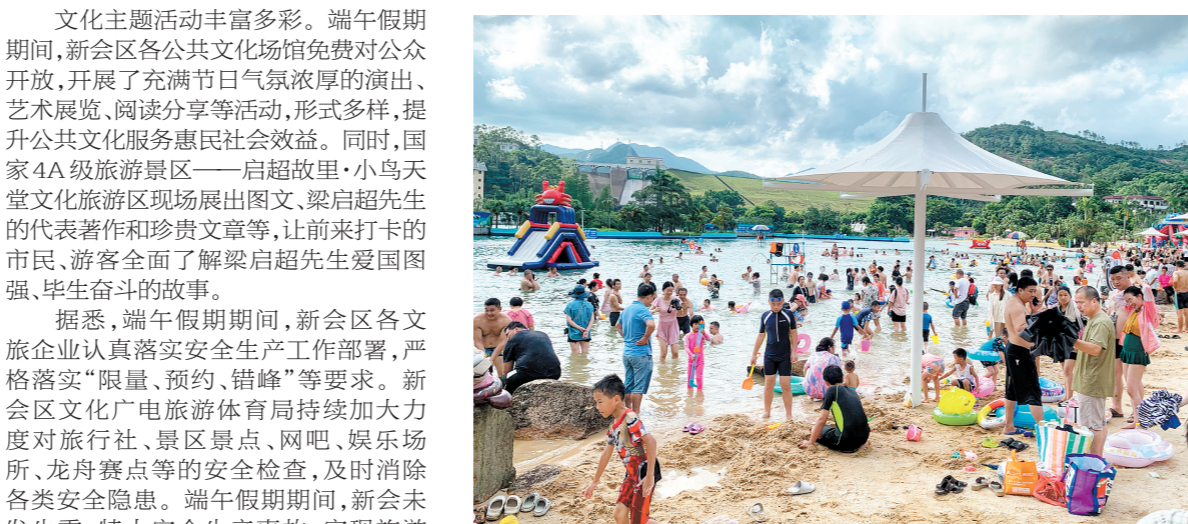 文化主题活动丰富多彩。端午假期
期间,新会区各公共文化场馆免费对公众
开放,开展了充满节日气氛浓厚的演出、
艺术展览、阅读分享等活动,形式多样,提
升公共文化服务惠民社会效益。同时,国
家4A级旅游景区——启超故里·小鸟天
堂文化旅游区现场展出图文、梁启超先生
的代表著作和珍贵文章等,让前来打卡的
市民、游客全面了解梁启超先生爱国图
强、毕生奋斗的故事。
据悉,端午假期期间,新会区各文
旅企业认真落实安全生产工作部署,严
格落实“限量、预约、错峰”等要求。新
会区文化广电旅游体育局持续加大力
度对旅行社、景区景点、网吧、娱乐场
所、龙舟赛点等的安全检查,及时消除
各类安全隐患。端午假期期间,新会未